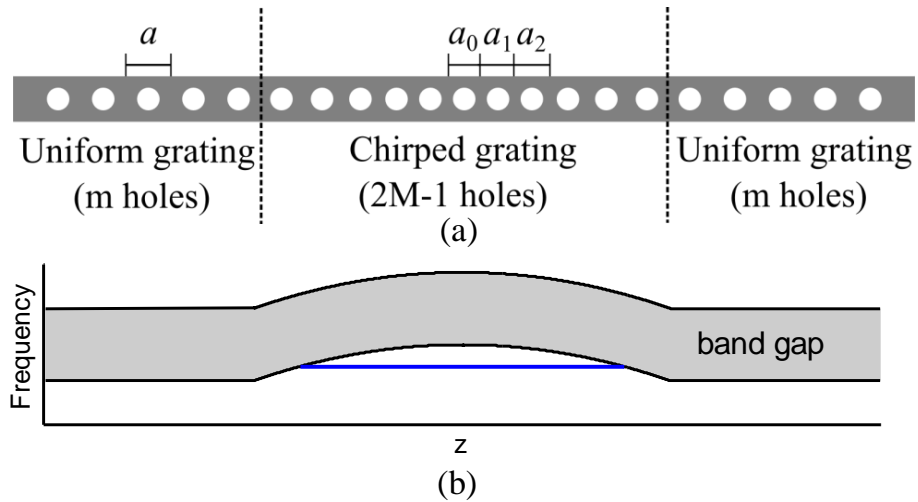 a a0 a1 a2
Uniform grating Chirped grating Uniform grating
(m holes) (2M-1 holes) (m holes)
(a)
Frequency
band gap
z
(b)